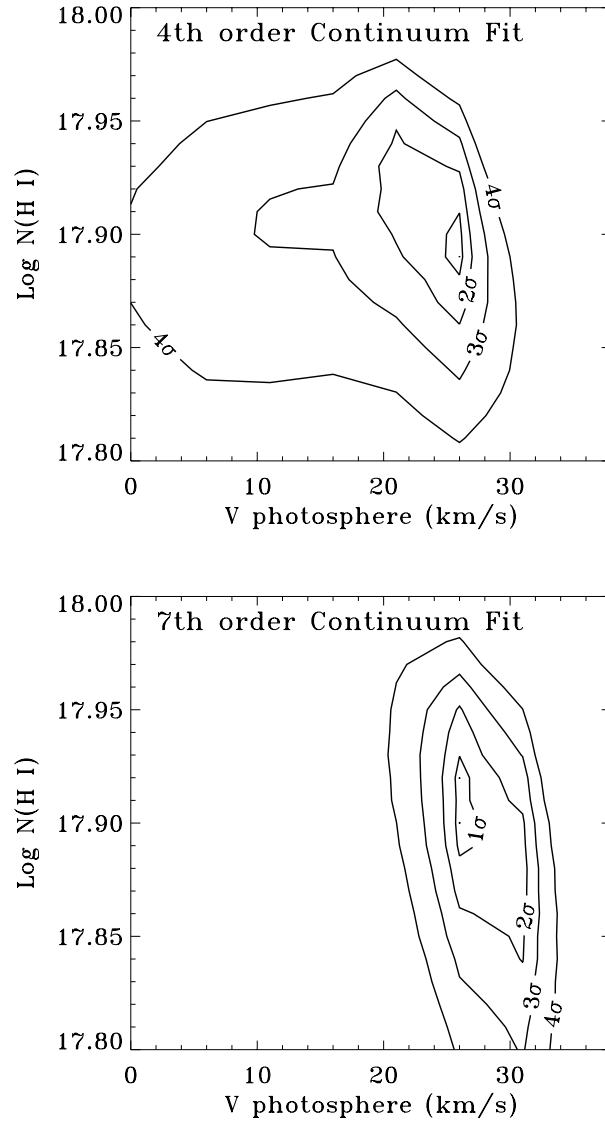 4th order Continuum Fit
18.00
17.95
17.90
17.85
17.80
Log N(H I)
4σ
2σ
3σ
4σ
0
10
20
30
V photosphere (km/s)
7th order Continuum Fit
18.00
17.95
17.90
17.85
17.80
Log N(H I)
1σ
2σ
3σ
4σ
0
10
20
30
V photosphere (km/s)